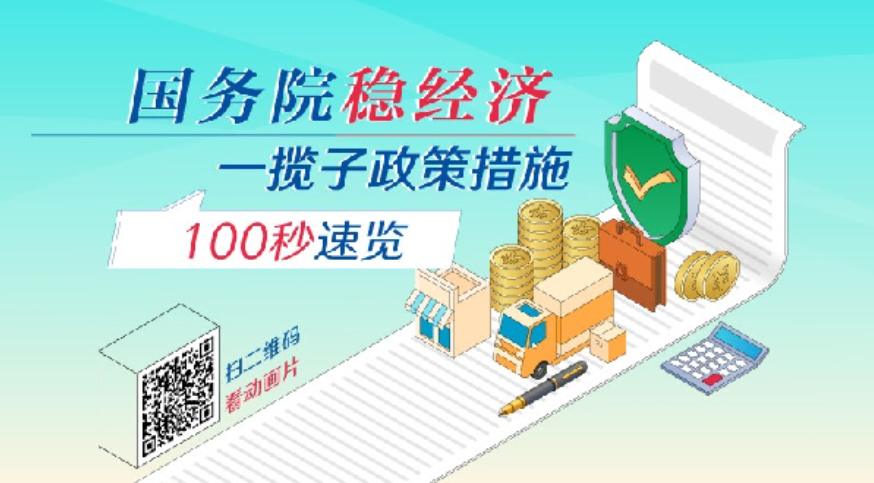 国务院稳经济
一揽子政策措施
100秒速览
扫二维码
看动画片